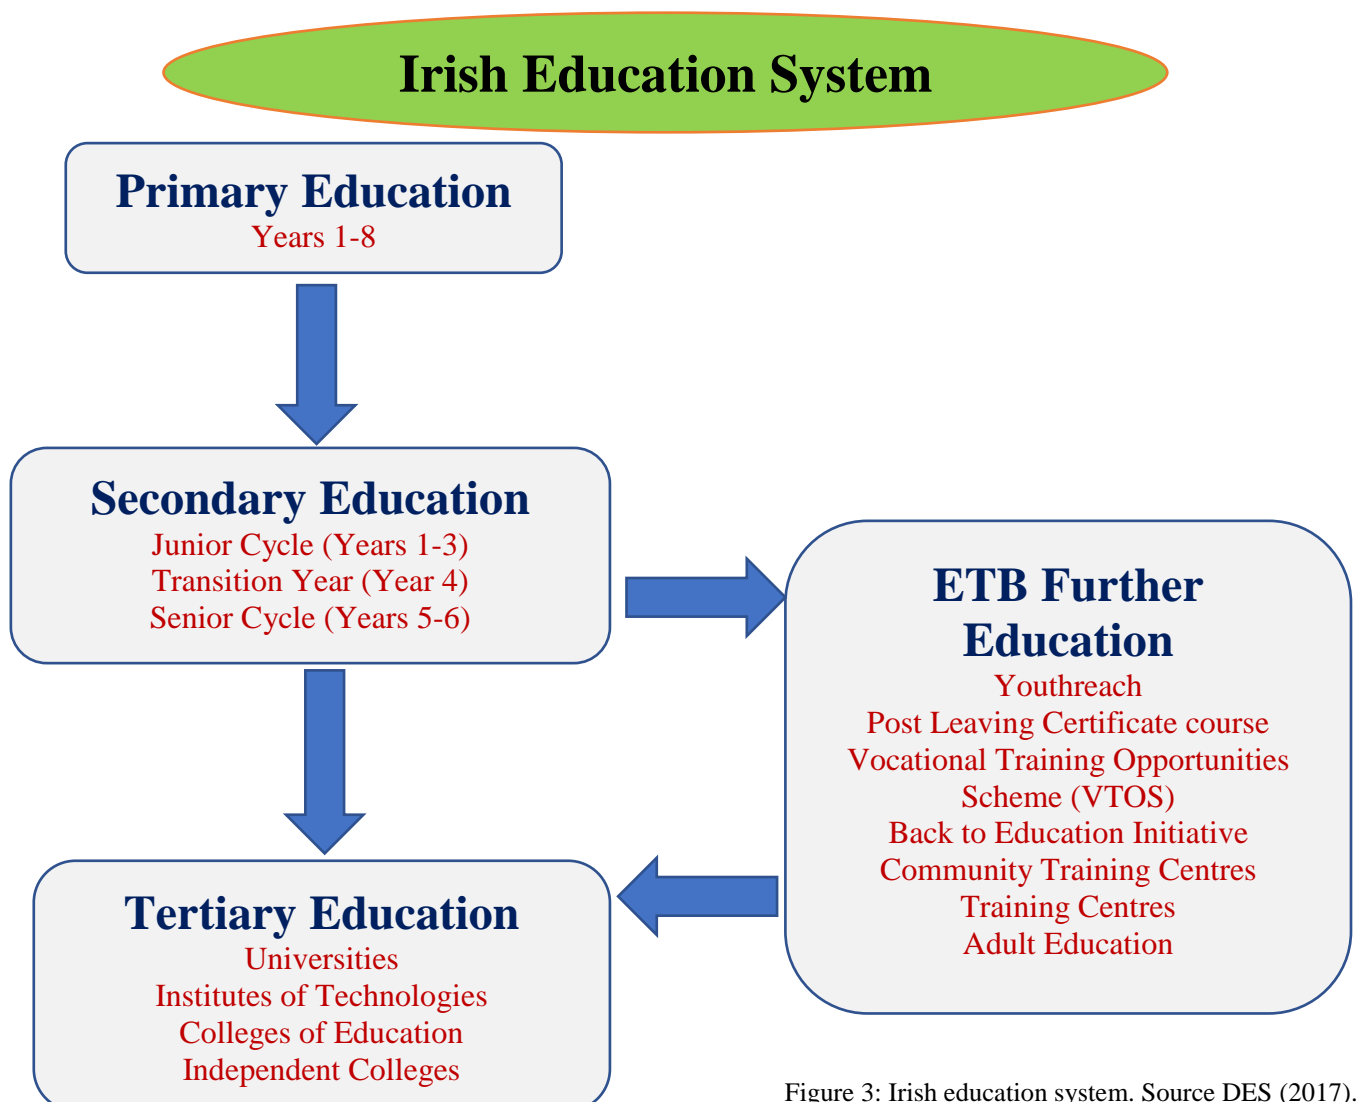 Irish Education System
Primary Education
Years 1-8
Secondary Education
Junior Cycle (Years 1-3)
Transition Year (Year 4)
Senior Cycle (Years 5-6)
ETB Further
Education
Youthreach
Post Leaving Certificate course
Vocational Training Opportunities
Scheme (VTOS)
Back to Education Initiative
Community Training Centres
Training Centres
Adult Education
Tertiary Education
Universities
Institutes of Technologies
Colleges of Education
Independent Colleges
Figure 3: Irish education system. Source DES (2017).